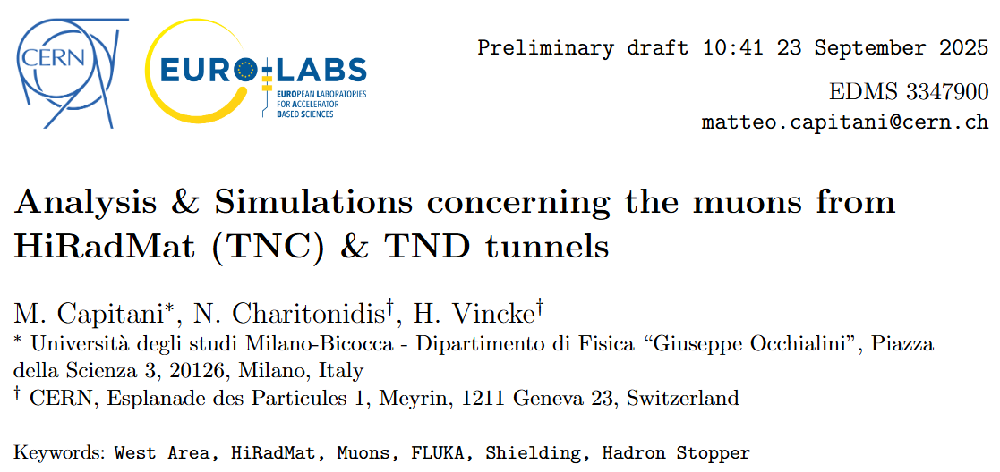 CERN
EURO-LABS
EUROPEAN LABORATORIES
FOR ACCELERATOR
BASED SCIENCES
Preliminary draft 10:41 23 September 2025
EDMS 3347900
matteo.capitani@cern.ch
Analysis & Simulations concerning the muons from
HiRadMat (TNC) & TND tunnels
M. Capitani*, N. Charitonidis†, H. Vincke†
* Università degli studi Milano-Bicocca - Dipartimento di Fisica “Giuseppe Occhialini”, Piazza
della Scienza 3, 20126, Milano, Italy
† CERN, Esplanade des Particules 1, Meyrin, 1211 Geneva 23, Switzerland
Keywords: West Area, HiRadMat, Muons, FLUKA, Shielding, Hadron Stopper